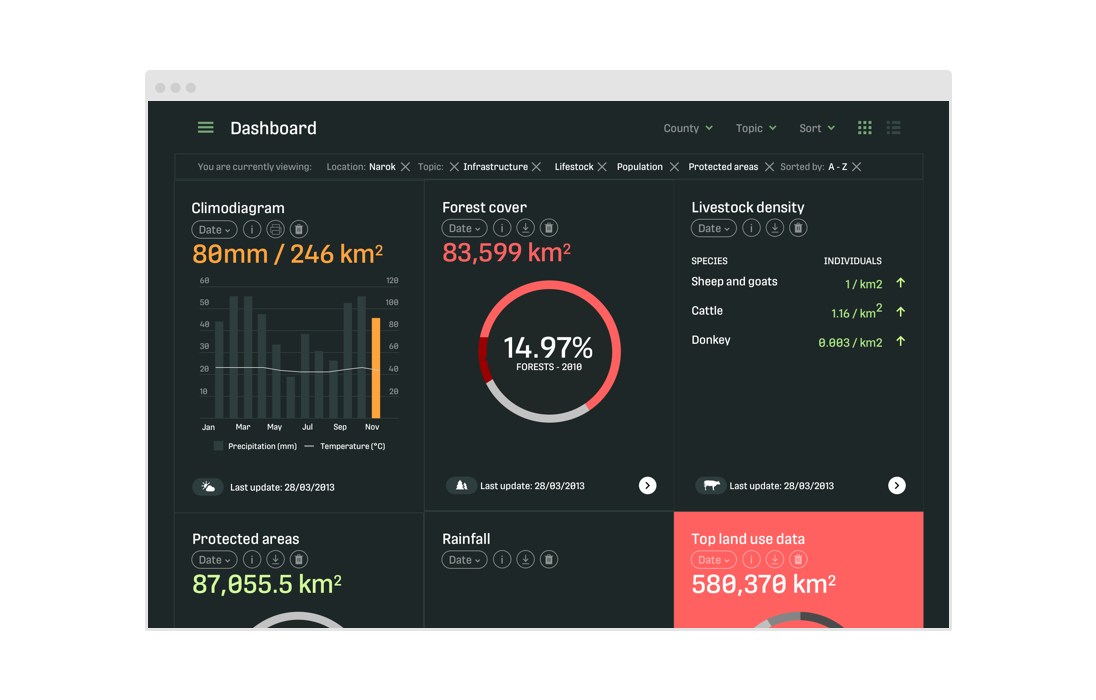 Dashboard
County
Topic
Sort
You are currently viewing: Location: Narok Topic: Infrastructure Lifestock Population Protected areas Sorted by: A - Z
Climodiagram
Date
80mm / 246 km²
60 120
50 100
40 80
30 60
20 40
10 20
Jan Mar May Jul Sep Nov
Precipitation (mm) Temperature (°C)
Last update: 28/03/2013
Forest cover
Date
83,599 km²
14.97%
FORESTS - 2010
Last update: 28/03/2013
Livestock density
Date
SPECIES INDIVIDUALS
Sheep and goats 1 / km2
Cattle 1.16 / km²
Donkey 0.003 / km2
Last update: 28/03/2013
Protected areas
Date
87,055.5 km²
Rainfall
Date
Top land use data
Date
580,370 km²